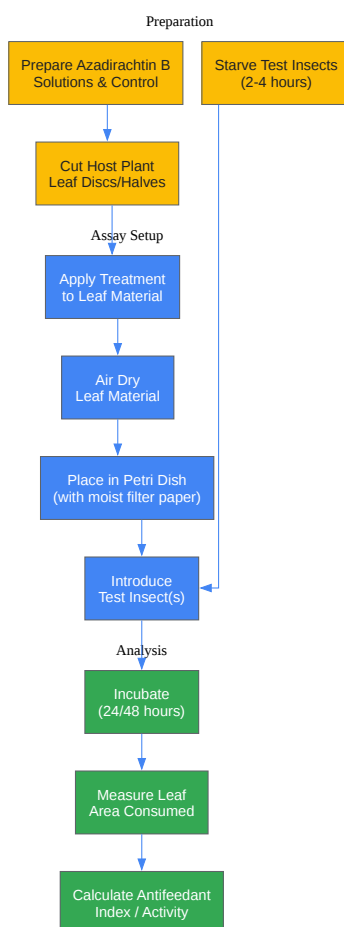 Preparation
Prepare Azadirachtin B
Solutions & Control
Starve Test Insects
(2-4 hours)
Cut Host Plant
Leaf Discs/Halves
Assay Setup
Apply Treatment
to Leaf Material
Air Dry
Leaf Material
Place in Petri Dish
(with moist filter paper)
Introduce
Test Insect(s)
Analysis
Incubate
(24/48 hours)
Measure Leaf
Area Consumed
Calculate Antifeedant
Index / Activity